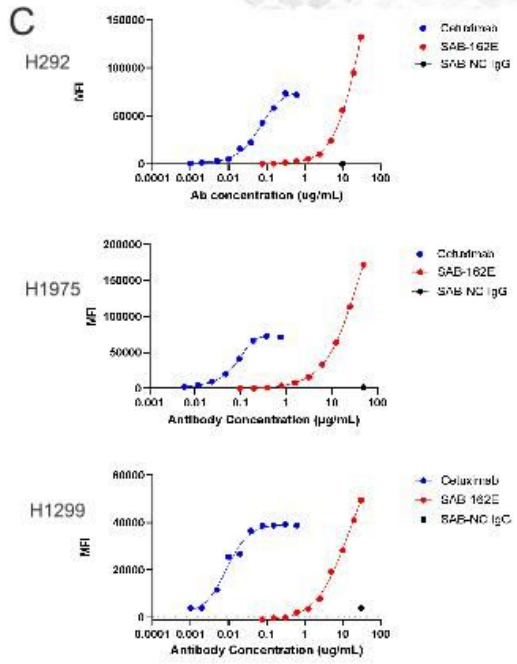 C
H292
MFI
150000
100000
50000
0
0.0001 0.001 0.01 0.1 1 10 100
Ab concentration (ug/mL)
Cetuximab
SAB-162E
SAB-NC IgG
H1975
MFI
200000
150000
100000
50000
0
0.001 0.01 0.1 1 10 100
Antibody Concentration (µg/mL)
Cetuximab
SAB-162E
SAB-NC IgG
H1299
MFI
60000
40000
20000
0
0.0001 0.001 0.01 0.1 1 10 100
Antibody Concentration (ug/mL)
Cetuximab
SAB-162E
SAB-NC IgG